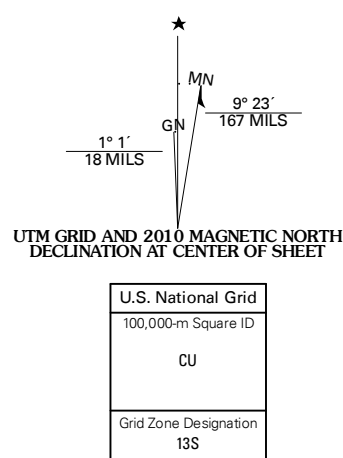 MN
9° 23´
167 MILS
GN
1° 1´
18 MILS
UTM GRID AND 2010 MAGNETIC NORTH
DECLINATION AT CENTER OF SHEET
U.S. National Grid
100,000-m Square ID
CU
Grid Zone Designation
13S